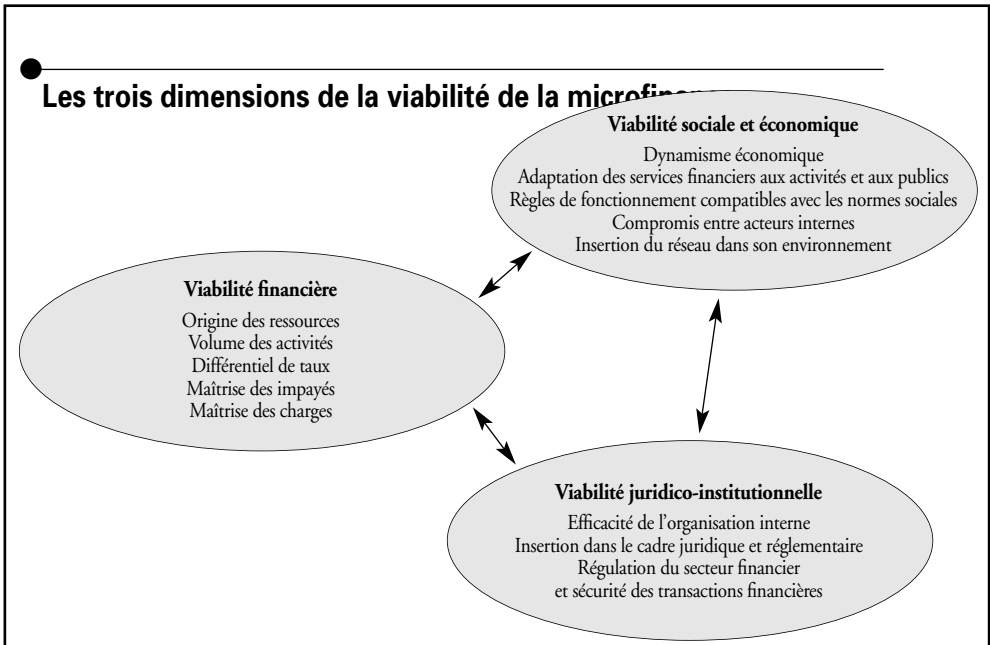 Les trois dimensions de la viabilité de la
Viabilité sociale et économique
Dynamisme économique
Adaptation des services financiers aux activités et aux publics
Règles de fonctionnement compatibles avec les normes sociales
Compromis entre acteurs internes
Insertion du réseau dans son environnement
Viabilité financière
Origine des ressources
Volume des activités
Différentiel de taux
Maîtrise des impayés
Maîtrise des charges
Viabilité juridico-institutionnelle
Efficacité de l'organisation interne
Insertion dans le cadre juridique et réglementaire
Régulation du secteur financier
et sécurité des transactions financières